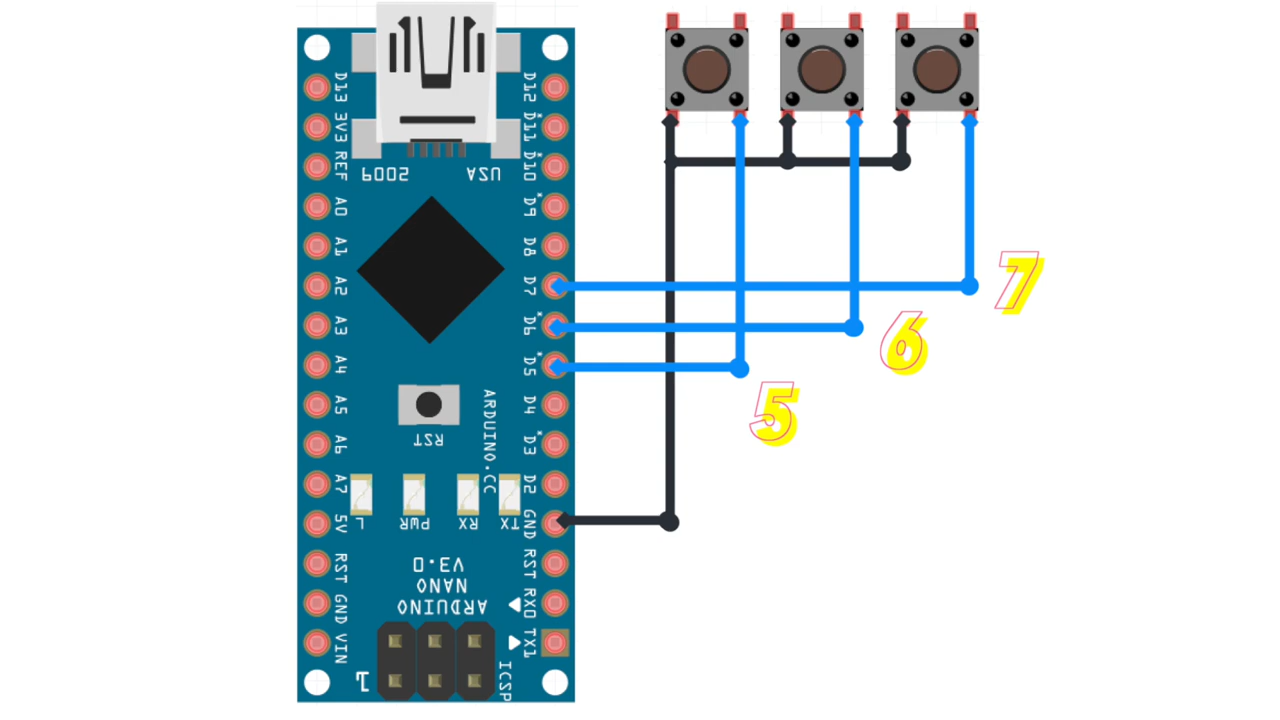 D13
3V3
REF
A0
A1
A2
A3
A4
A5
A6
A7
5V
RST
GND
VIN
D12
D11*
D10*
D9*
D8
D7
D6*
D5*
D4
D3*
D2
GND
RST
RX0
TX1
USA
2009
RST
ARDUINO.CC
TX
RX
PWR
L
ARDUINO
NANO
V3.0
ICSP
1
7
6
5